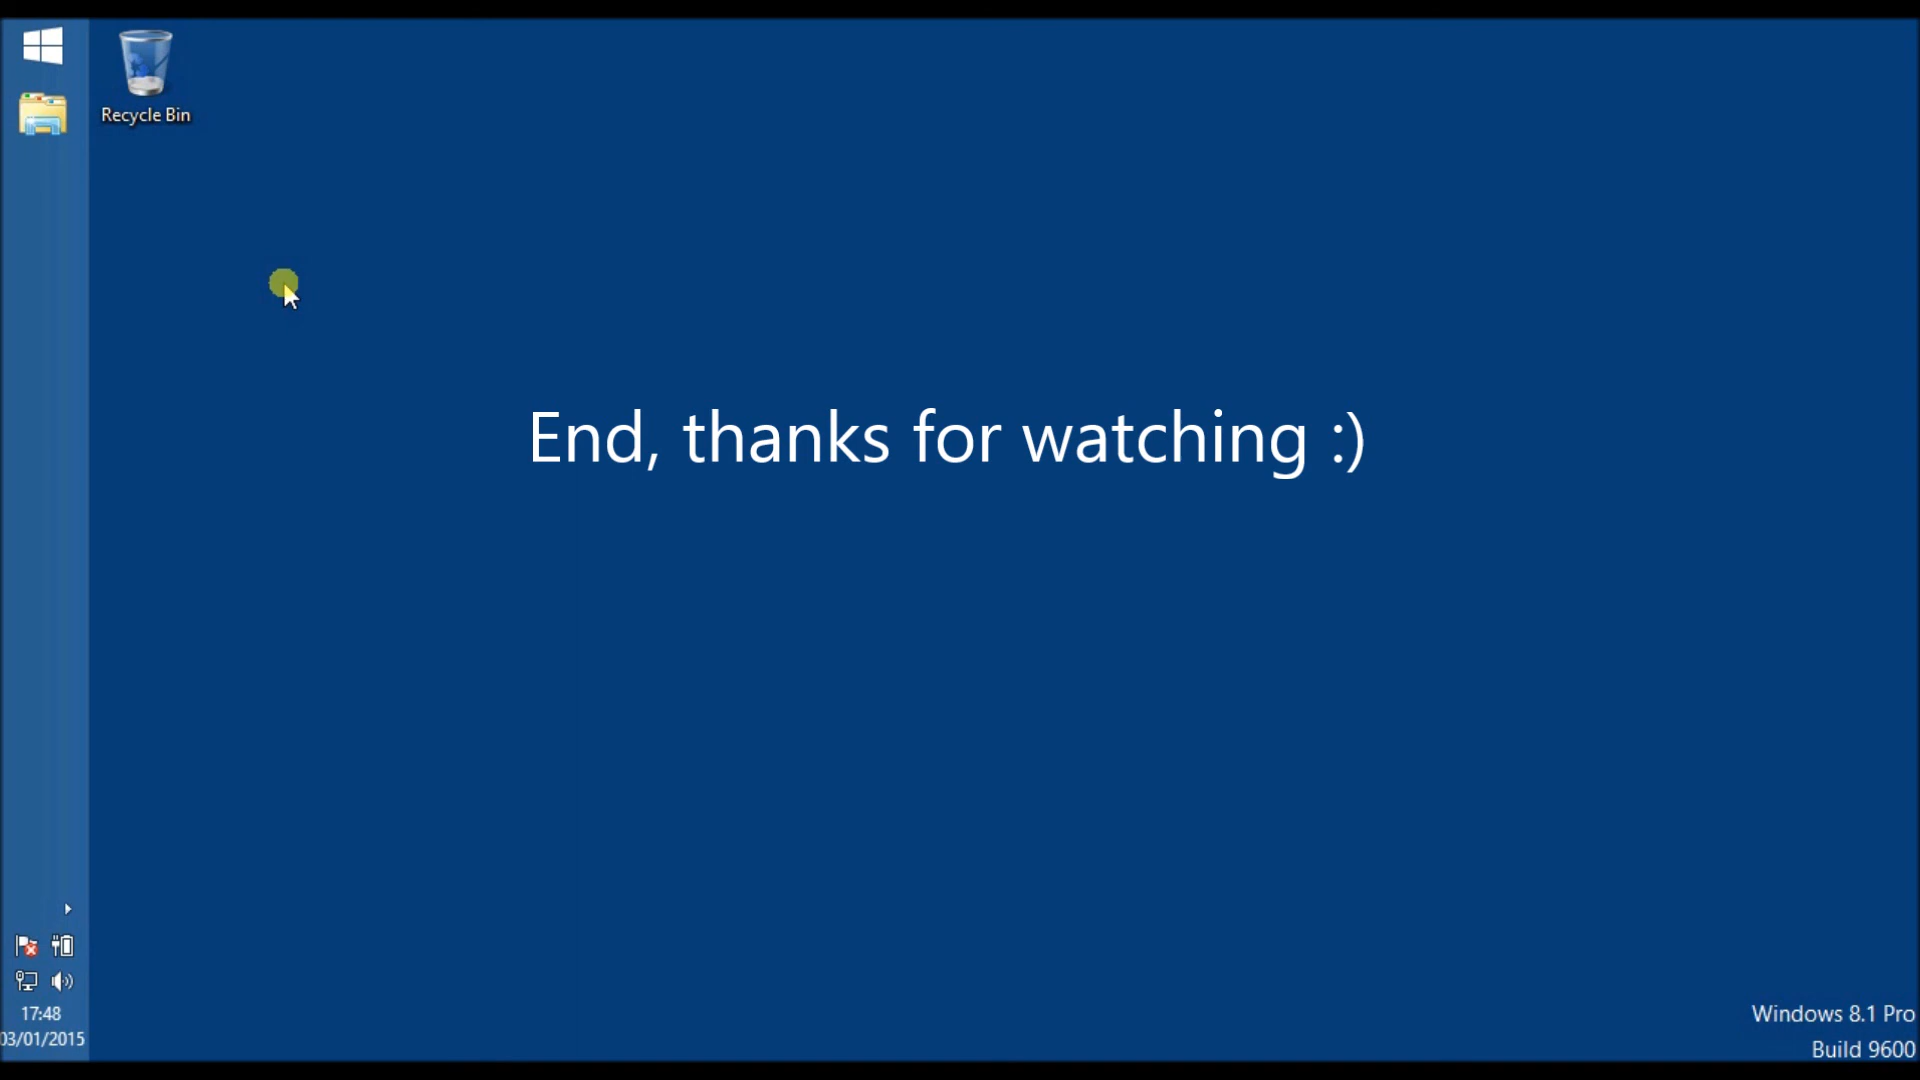 Recycle Bin
End, thanks for watching :)
17:48
03/01/2015
Windows 8.1 Pro
Build 9600